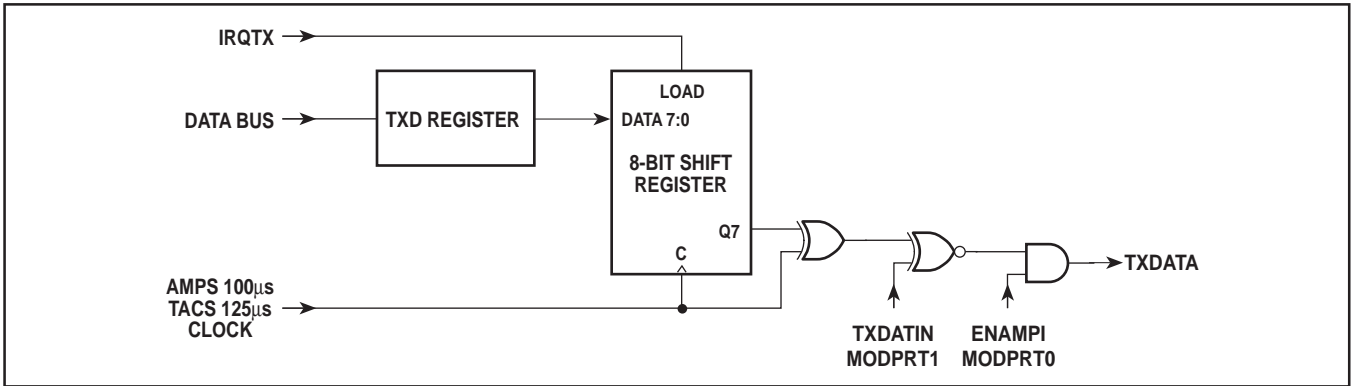 IRQTX
LOAD
DATA BUS
TXD REGISTER
DATA 7:0
8-BIT SHIFT
REGISTER
Q7
C
TXDATA
AMPS 100µs
TACS 125µs
CLOCK
TXDATIN
MODPRT1
ENAMPI
MODPRT0